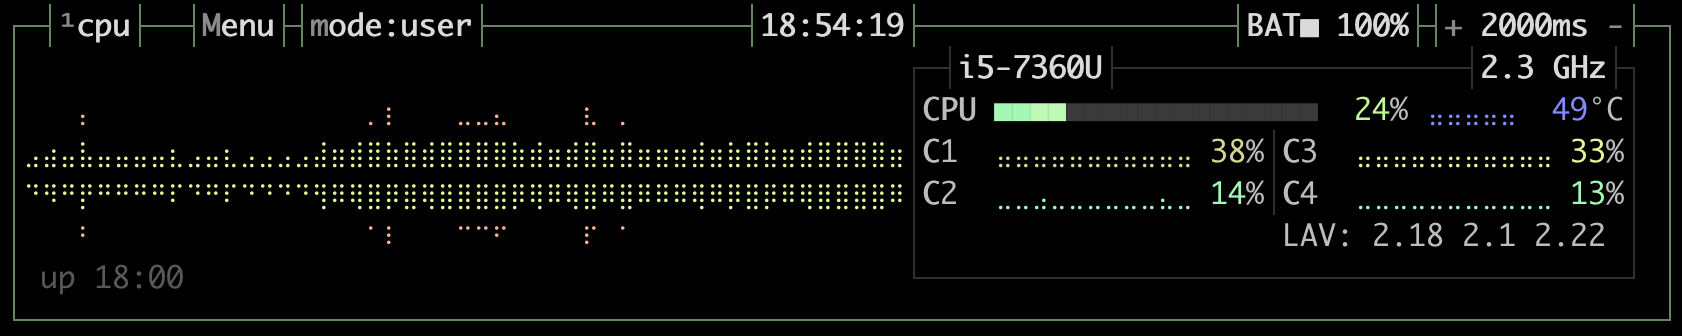 ¹cpu Menu mode:user 18:54:19 BAT■ 100% + 2000ms -
i5-7360U 2.3 GHz
CPU 24% 49°C
C1 38% C3 33%
C2 14% C4 13%
LAV: 2.18 2.1 2.22
up 18:00